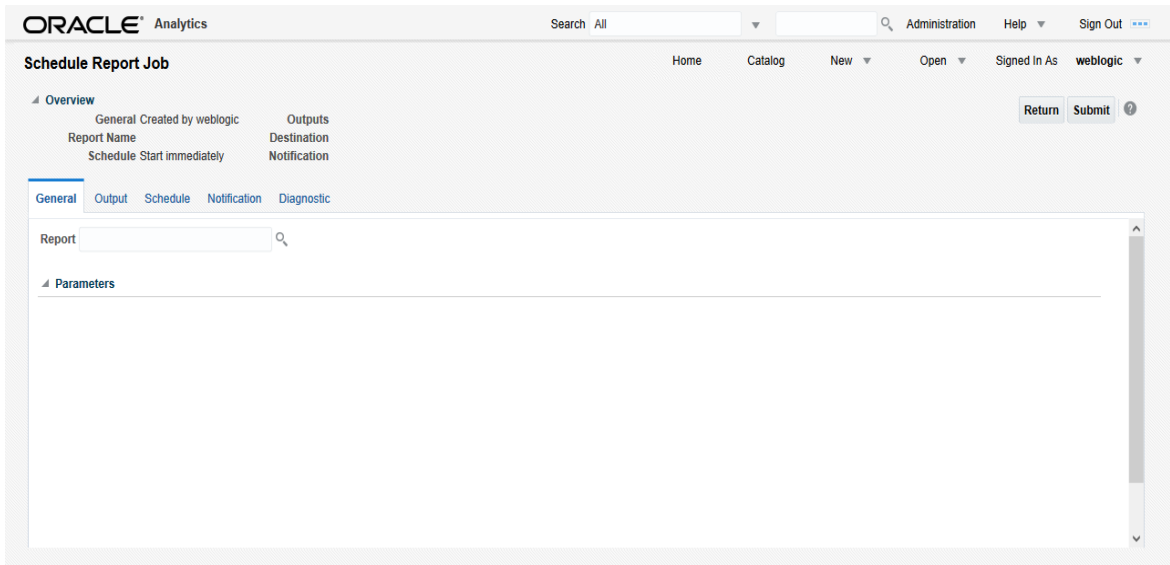 ORACLE Analytics Search All Administration Help Sign Out
Schedule Report Job Home Catalog New Open Signed In As weblogic
Overview Return Submit ?
General Created by weblogic Outputs
Report Name Destination
Schedule Start immediately Notification
General Output Schedule Notification Diagnostic
Report
Parameters